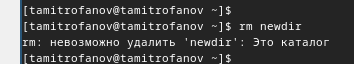 [tamitrofanov@tamitrofanov ~]$
[tamitrofanov@tamitrofanov ~]$ rm newdir
rm: невозможно удалить 'newdir': Это каталог
[tamitrofanov@tamitrofanov ~]$